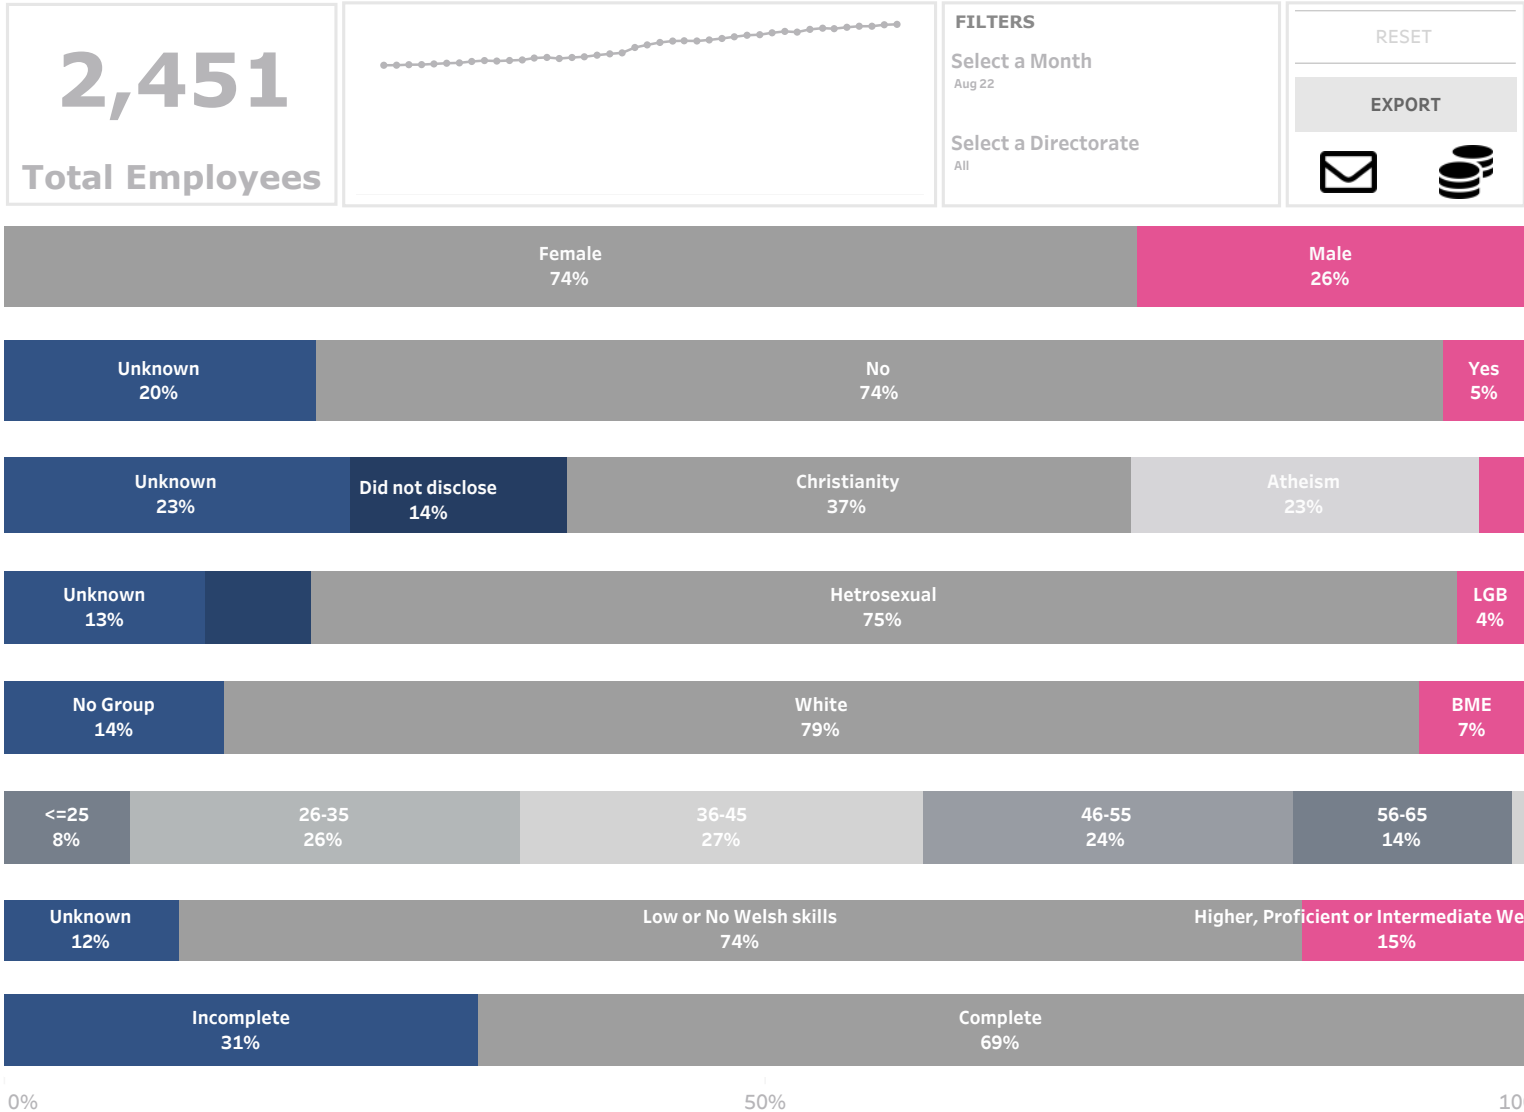 2,451
Total Employees
FILTERS
Select a Month
Aug 22
Select a Directorate
All
RESET
EXPORT
Female
74%
Male
26%
Unknown
20%
No
74%
Yes
5%
Unknown
23%
Did not disclose
14%
Christianity
37%
Atheism
23%
Unknown
13%
Hetrosexual
75%
LGB
4%
No Group
14%
White
79%
BME
7%
<=25
8%
26-35
26%
36-45
27%
46-55
24%
56-65
14%
Unknown
12%
Low or No Welsh skills
74%
Higher, Proficient or Intermediate We
15%
Incomplete
31%
Complete
69%
0%
50%
10